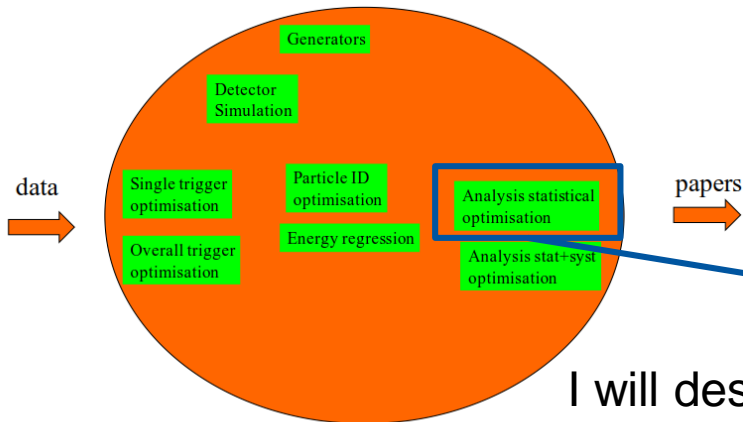 Generators
Detector
Simulation
data
Single trigger
optimisation
Overall trigger
optimisation
Particle ID
optimisation
Energy regression
Analysis statistical
optimisation
Analysis stat+syst
optimisation
papers
I will des